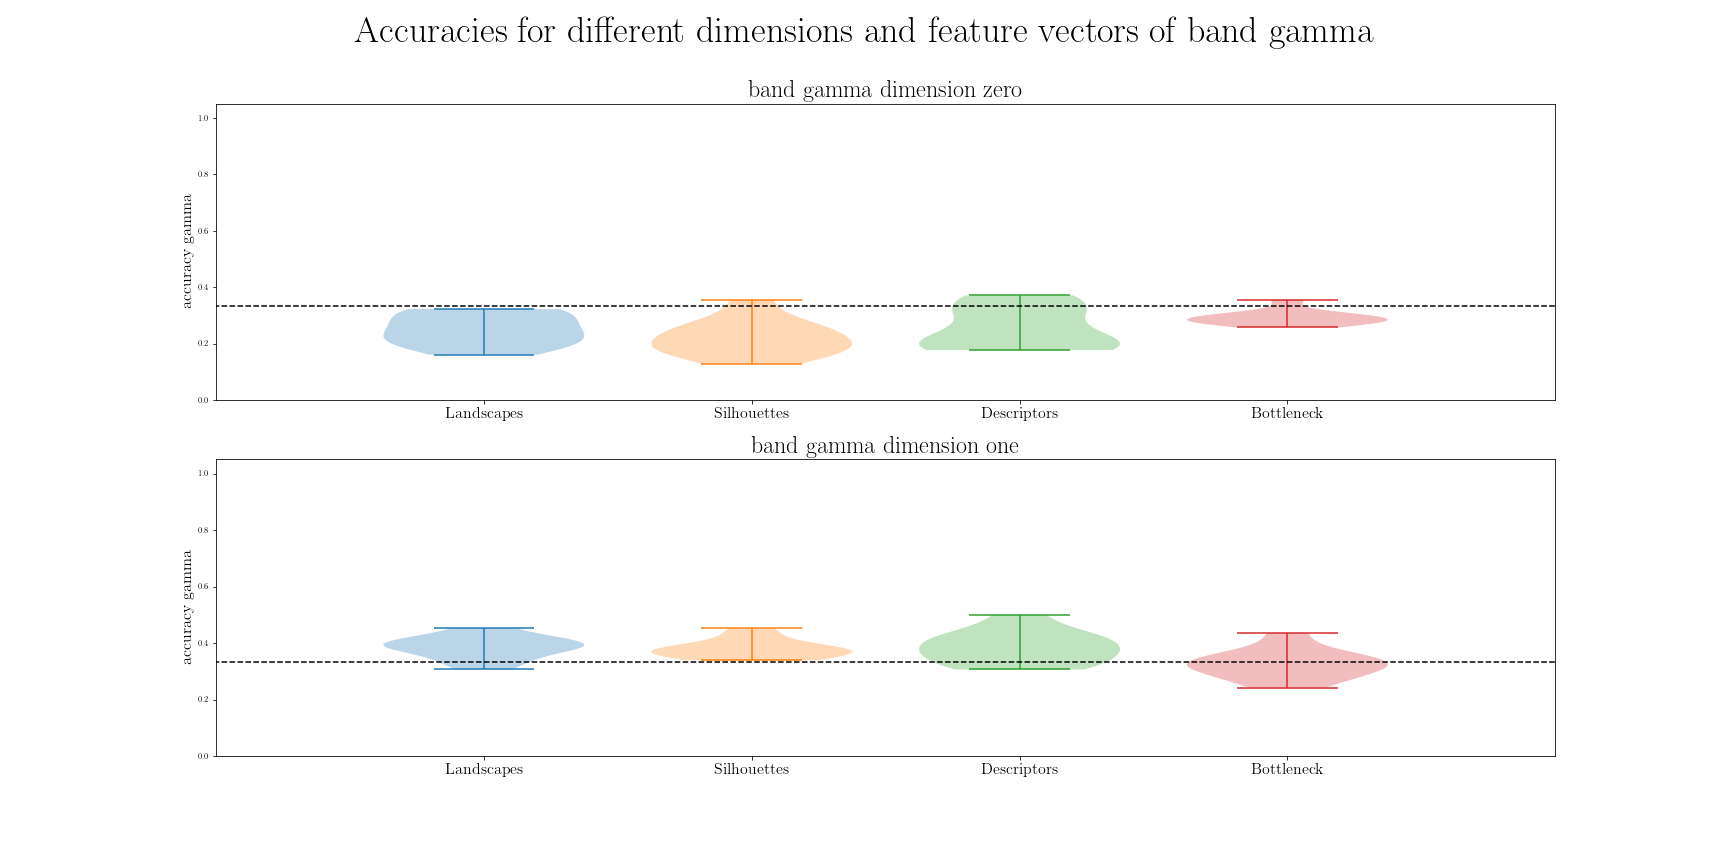 Accuracies for different dimensions and feature vectors of band gamma
band gamma dimension zero
accuracy gamma
1.0
0.8
0.6
0.4
0.2
0.0
Landscapes Silhouettes Descriptors Bottleneck
band gamma dimension one
accuracy gamma
1.0
0.8
0.6
0.4
0.2
0.0
Landscapes Silhouettes Descriptors Bottleneck